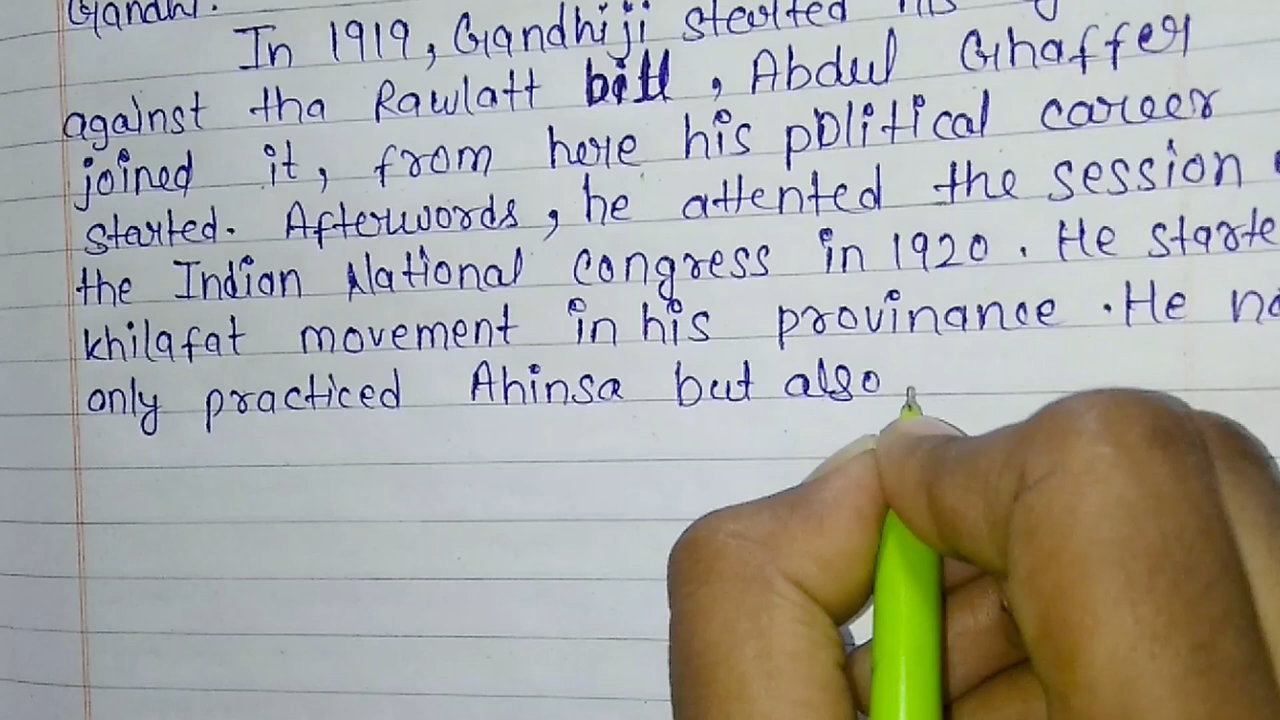 Gandhi.
In 1919, Gandhiji started his
against tha Rawlatt bill, Abdul Ghaffer
joined it, from here his political career
started. Afterwords, he attented the session
the Indian National congress in 1920. He starte
khilafat movement in his provinance. He no
only practiced Ahinsa but also